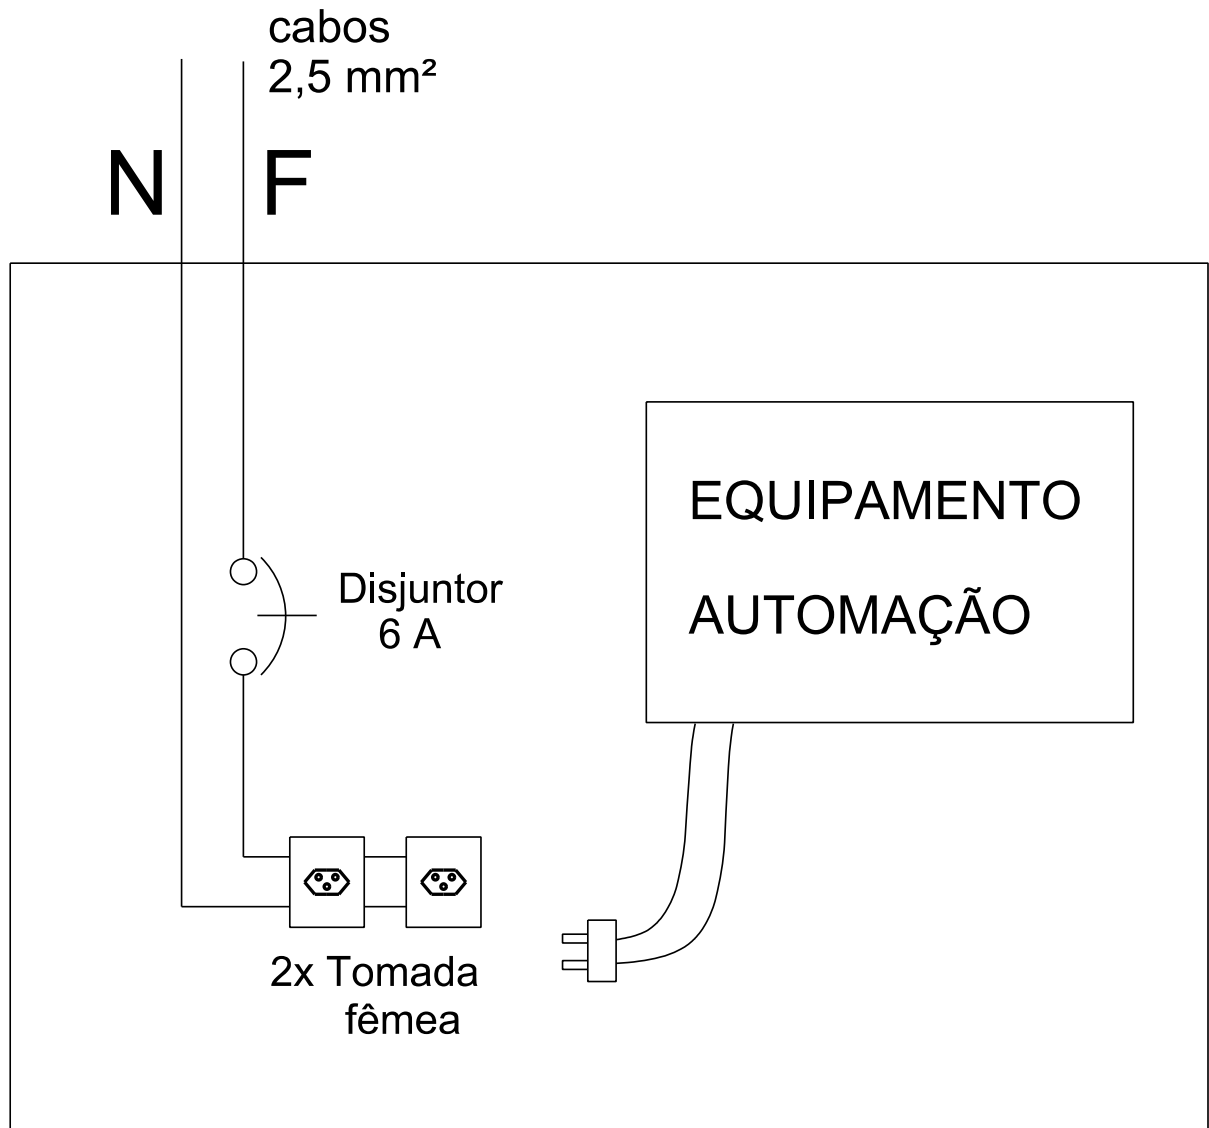 cabos
2,5 mm²
N F
EQUIPAMENTO
AUTOMAÇÃO
Disjuntor
6 A
2x Tomada
fêmea